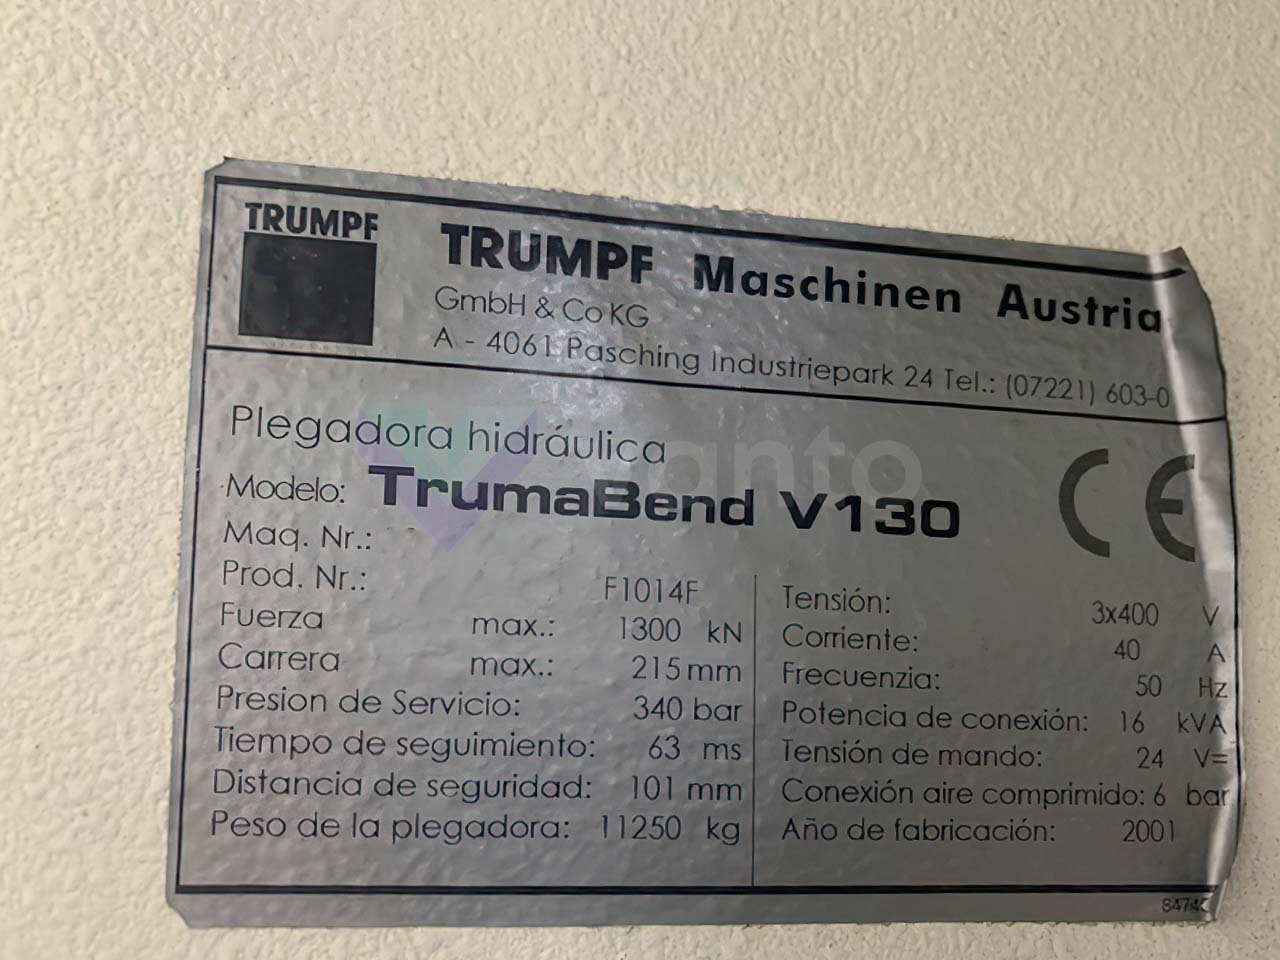 TRUMPF
TRUMPF Maschinen Austria
GmbH & Co KG
A - 4061 Pasching Industriepark 24 Tel.: (07221) 603-0
Plegadora hidráulica
Modelo: TrumaBend V130
CE
Maq. Nr.:
Prod. Nr.: F1014F
Fuerza max.: 1300 kN
Carrera max.: 215 mm
Presion de Servicio: 340 bar
Tiempo de seguimiento: 63 ms
Distancia de seguridad: 101 mm
Peso de la plegadora: 11250 kg
Tensión: 3x400 V
Corriente: 40 A
Frecuenzia: 50 Hz
Potencia de conexión: 16 kVA
Tensión de mando: 24 V=
Conexión aire comprimido: 6 bar
Año de fabricación: 2001